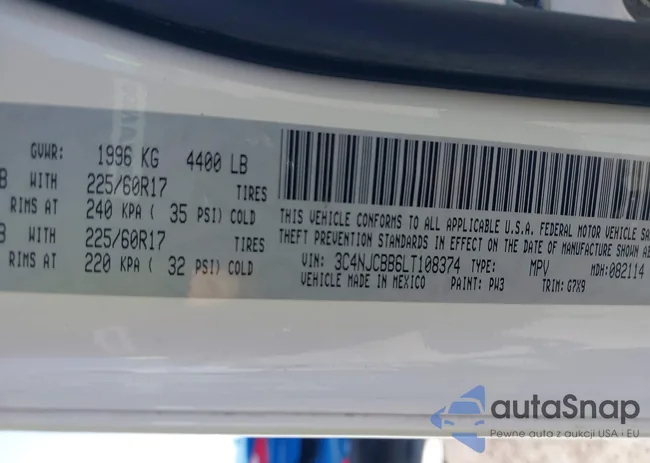 GVWR: 1996 KG 4400 LB
B WITH 225/60R17 TIRES
RIMS AT 240 KPA ( 35 PSI) COLD
B WITH 225/60R17 TIRES
RIMS AT 220 KPA ( 32 PSI) COLD
THIS VEHICLE CONFORMS TO ALL APPLICABLE U.S.A. FEDERAL MOTOR VEHICLE SA
THEFT PREVENTION STANDARDS IN EFFECT ON THE DATE OF MANUFACTURE SHOWN AB
VIN: 3C4NJCBB6LT108374 TYPE: MPV MDH:082114
VEHICLE MADE IN MEXICO PAINT: PW3 TRIM: G7X9
autaSnap
Pewne auta z aukcji USA i EU